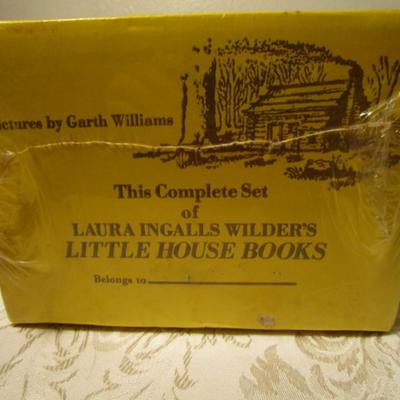 ictures by Garth Williams
This Complete Set
of
LAURA INGALLS WILDER'S
LITTLE HOUSE BOOKS
Belongs to